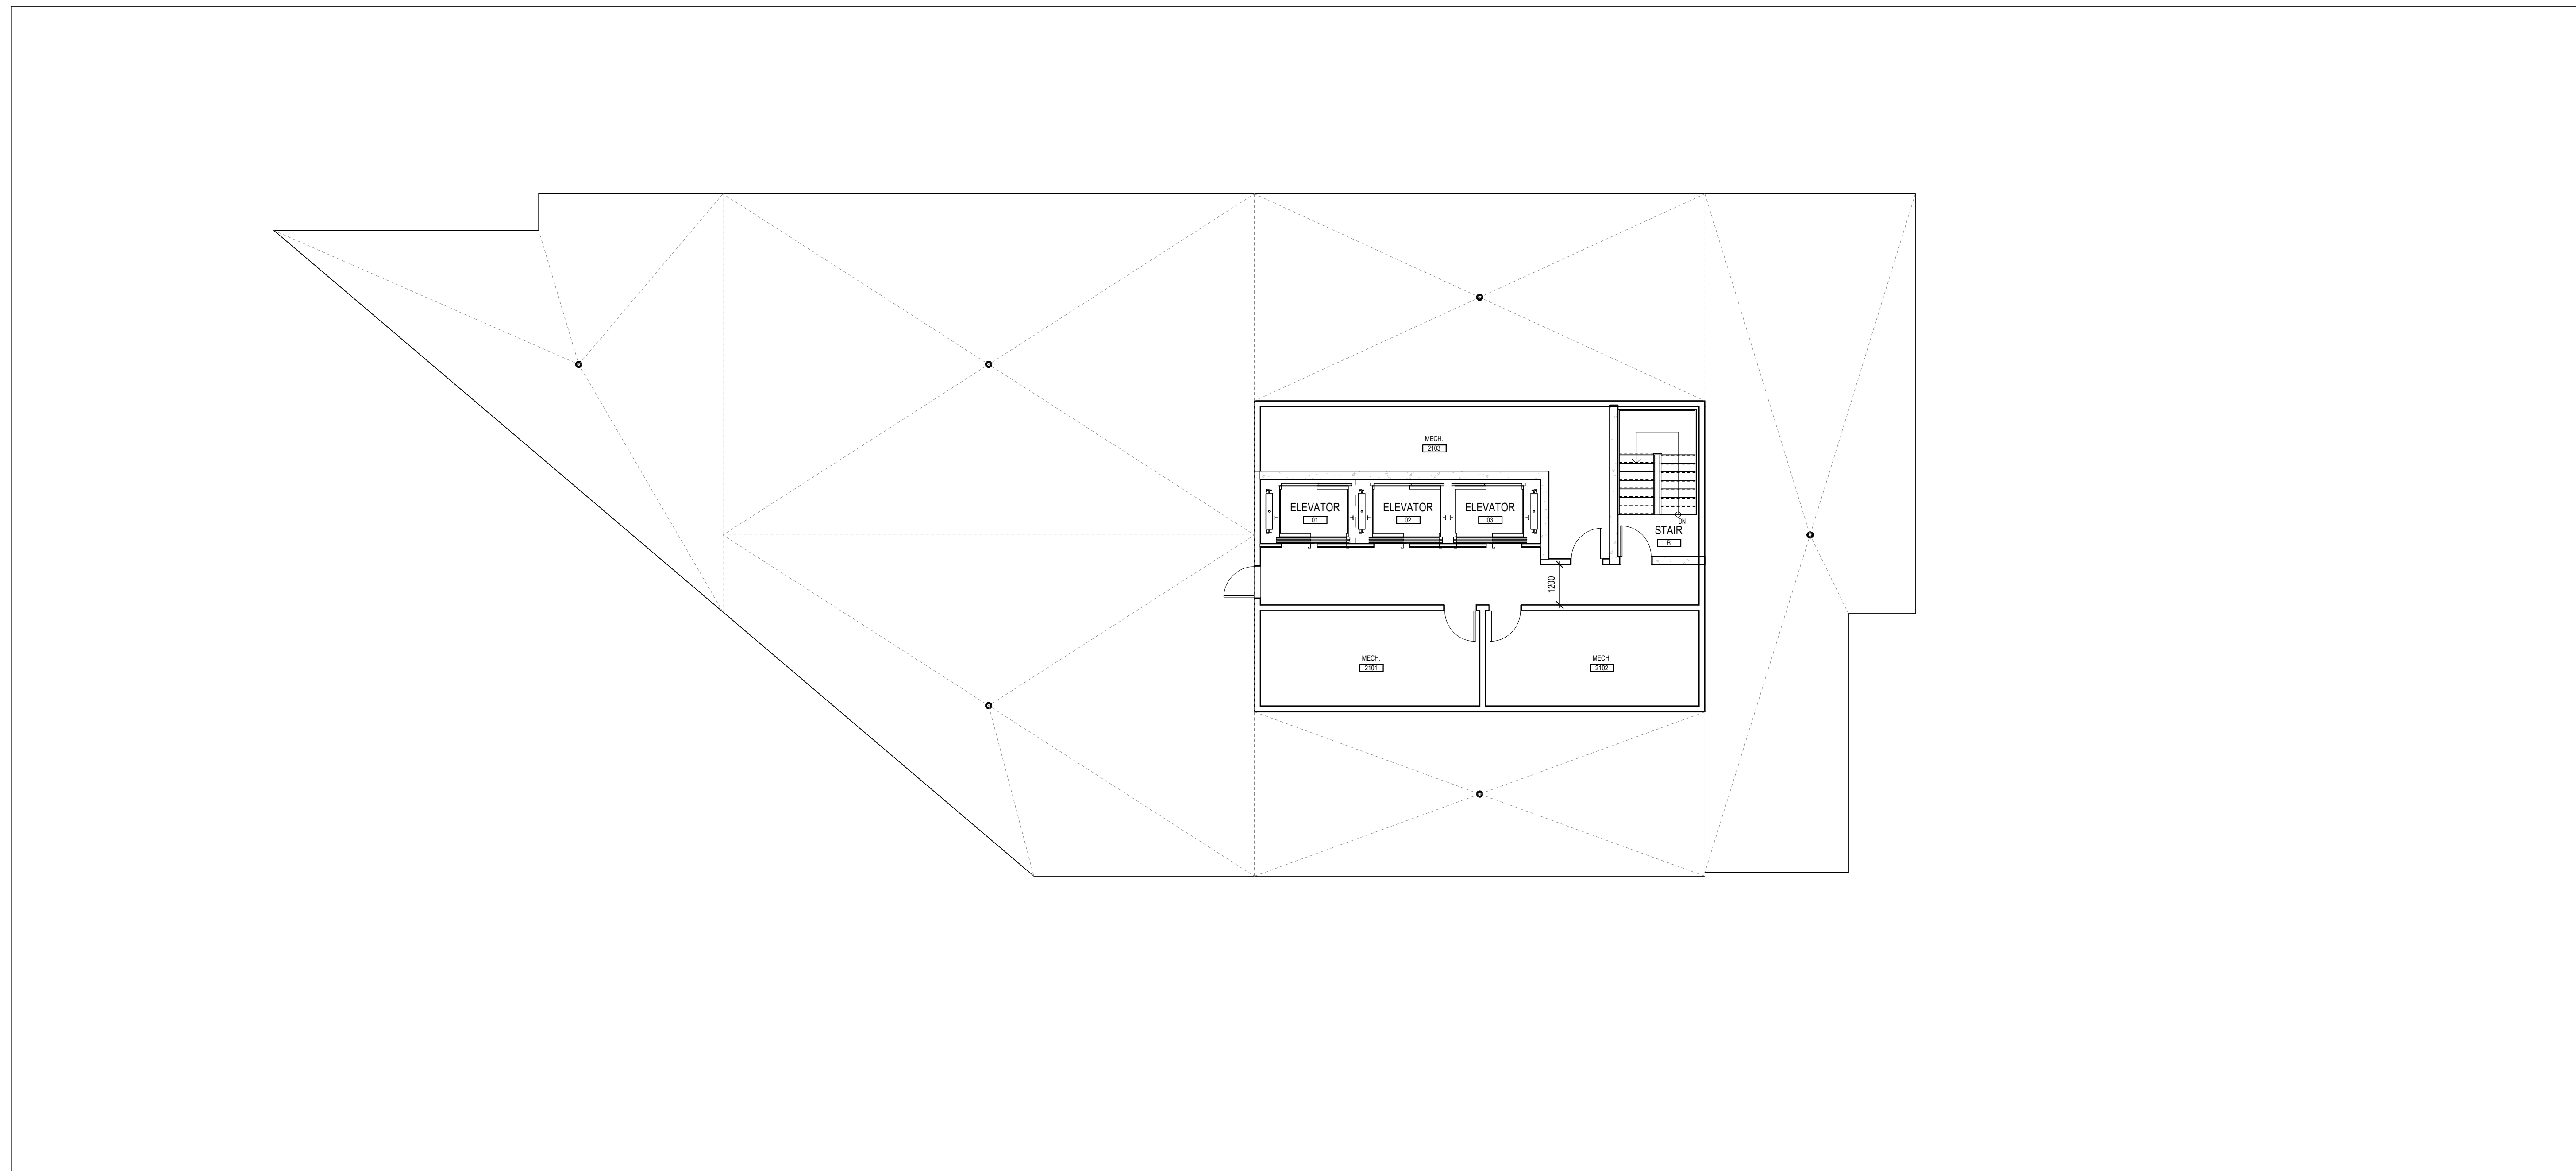 MECH.
2103
ELEVATOR
01
ELEVATOR
02
ELEVATOR
03
DN
STAIR
B
1200
MECH.
2101
MECH.
2102